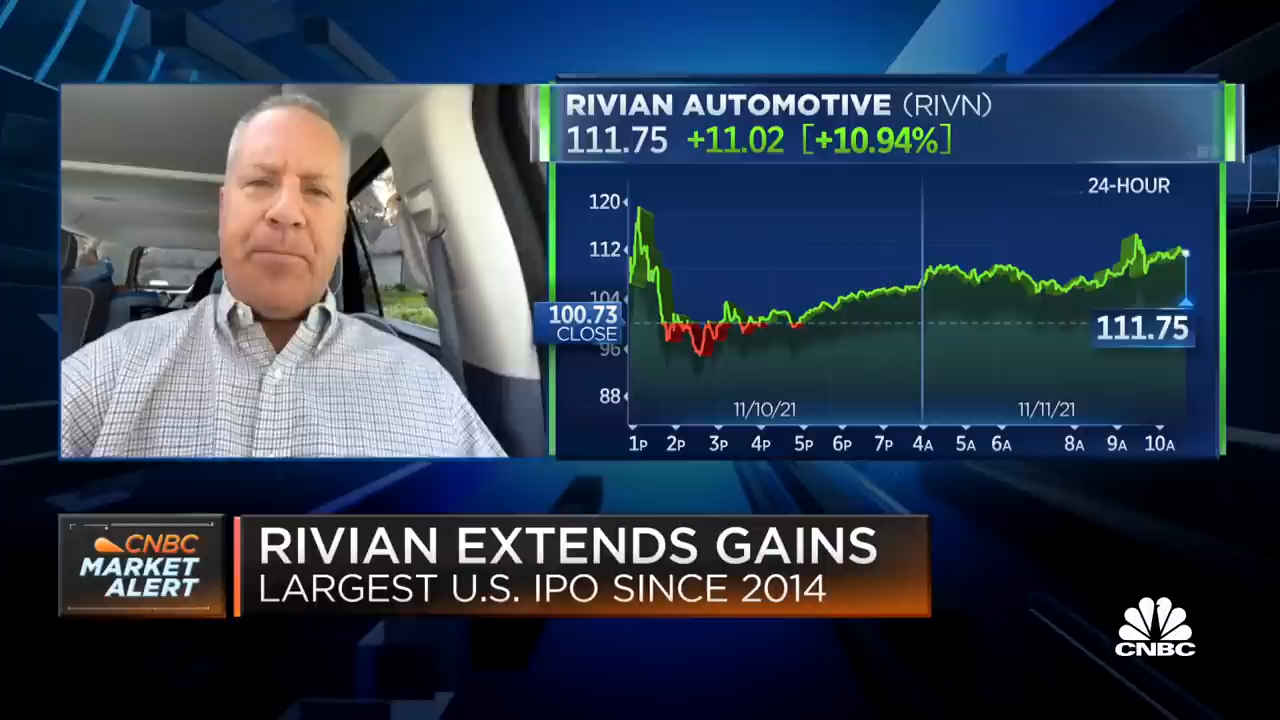 RIVIAN AUTOMOTIVE (RIVN)
111.75 +11.02 [+10.94%]
24-HOUR
120
112
104
100.73
CLOSE
96
88
111.75
11/10/21
11/11/21
1P 2P 3P 4P 5P 6P 7P 4A 5A 6A 8A 9A 10A
CNBC
MARKET
ALERT
RIVIAN EXTENDS GAINS
LARGEST U.S. IPO SINCE 2014
CNBC